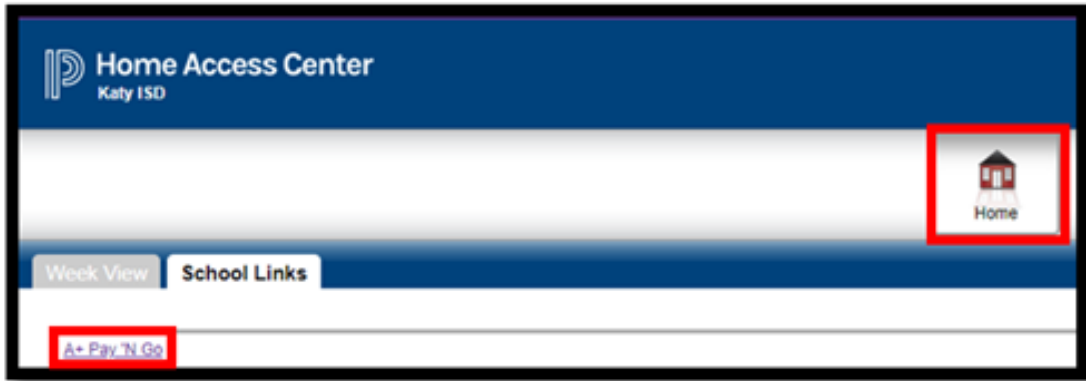 Home Access Center
Katy ISD
Home
Week View
School Links
A+ Pay 'N Go